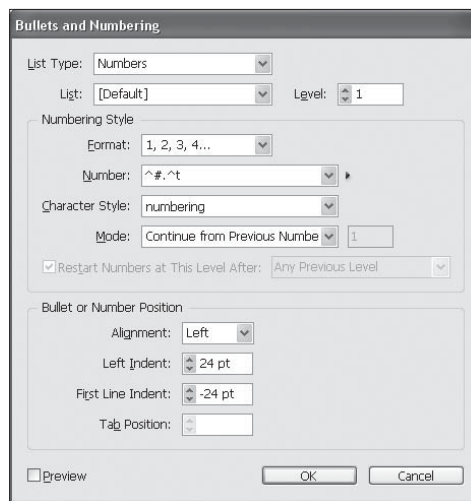 Bullets and Numbering
List Type: Numbers
List: [Default] Level: 1
Numbering Style
Format: 1, 2, 3, 4...
Number: ^#.^t
Character Style: numbering
Mode: Continue from Previous Numbe 1
Restart Numbers at This Level After: Any Previous Level
Bullet or Number Position
Alignment: Left
Left Indent: 24 pt
First Line Indent: -24 pt
Tab Position:
Preview OK Cancel